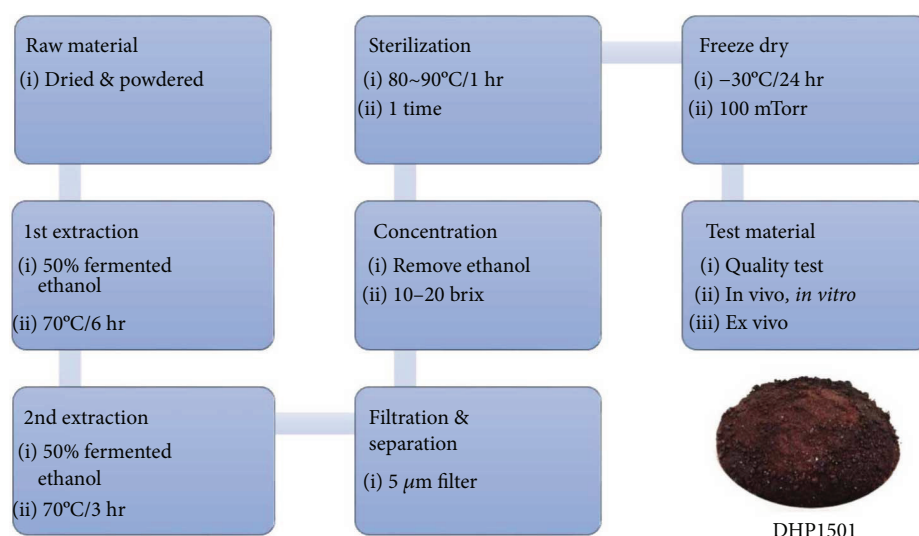 Raw material
(i) Dried & powdered
1st extraction
(i) 50% fermented
ethanol
(ii) 70°C/6 hr
2nd extraction
(i) 50% fermented
ethanol
(ii) 70°C/3 hr
Filtration &
separation
(i) 5 μm filter
Concentration
(i) Remove ethanol
(ii) 10–20 brix
Sterilization
(i) 80~90°C/1 hr
(ii) 1 time
Freeze dry
(i) −30°C/24 hr
(ii) 100 mTorr
Test material
(i) Quality test
(ii) In vivo, in vitro
(iii) Ex vivo
DHP1501